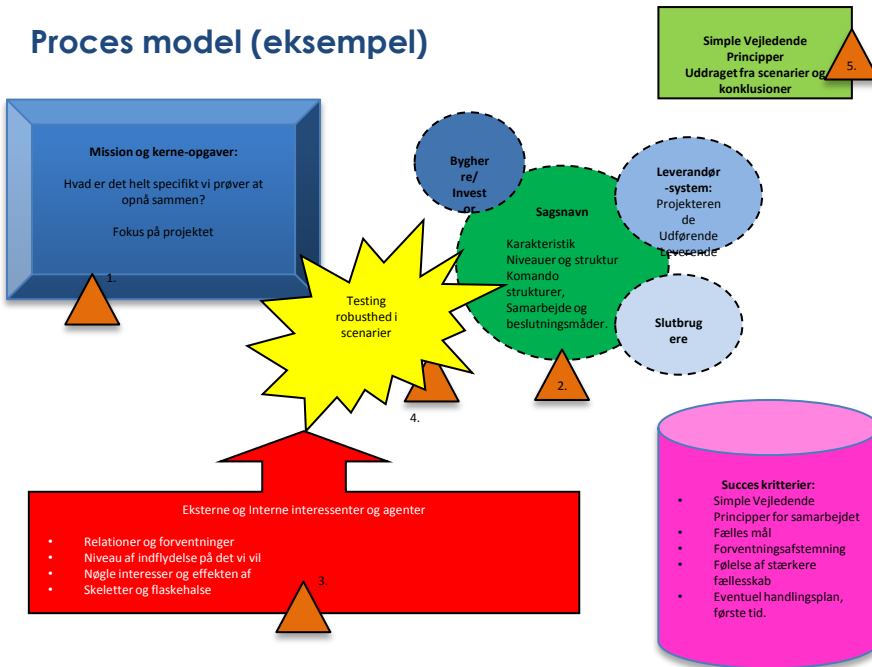 Proces model (eksempel)
Simple Vejledende
Principper
Uddraget fra scenarier og
konklusioner
5.
Mission og kerne-opgaver:
Hvad er det helt specifikt vi prøver at
opnå sammen?
Fokus på projektet
1.
Byghe
re/
Invest
or
Leverandør
-system:
Projekteren
de
Udførende
Leverende
Sagsnavn
Karakteristik
Niveauer og struktur
Komando
strukturer,
Samarbejde og
beslutningsmåder.
Slutbrug
ere
2.
Testing
robusthed i
scenarier
4.
Eksterne og Interne interessenter og agenter
• Relationer og forventninger
• Niveau af indflydelse på det vi vil
• Nøgle interesser og effekten af
• Skeletter og flaskehalse
3.
Succes kritterier:
• Simple Vejledende
Principper for samarbejdet
• Fælles mål
• Forventningsafstemning
• Følelse af stærkere
fællesskab
• Eventuel handlingsplan,
første tid.